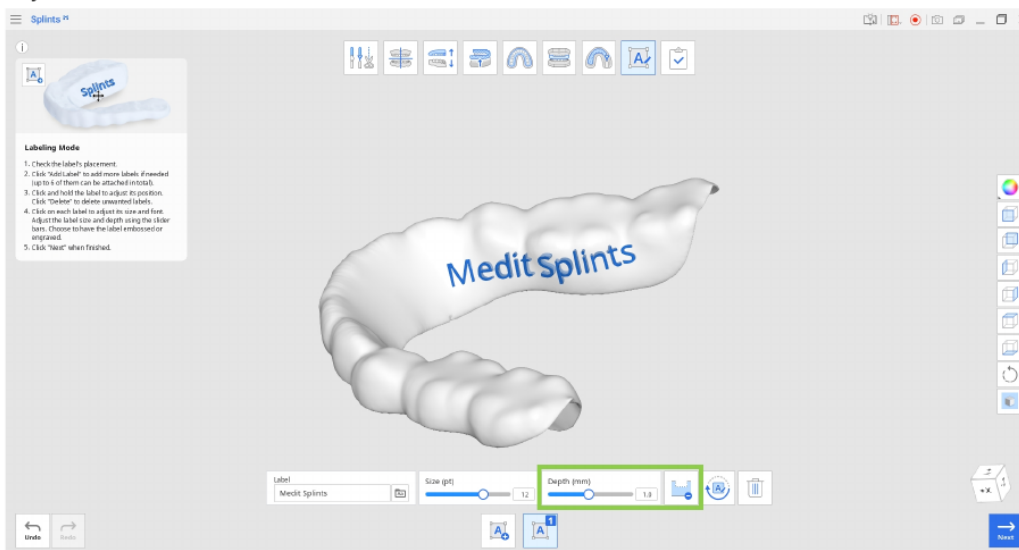 Splints
Splints
Labeling Mode
1. Check the label's placement.
2. Click "Add Label" to add more labels if needed
(up to 6 of them can be attached in total).
3. Click and hold the label to adjust its position.
Click "Delete" to delete unwanted labels.
4. Click on each label to adjust its size and font.
Adjust the label size and depth using the slider
bars. Choose to have the label embossed or
engraved.
5. Click "Next" when finished.
Medit Splints
Label
Medit Splints
Size (pt)
12
Depth (mm)
1.0
1
Undo
Redo
Next